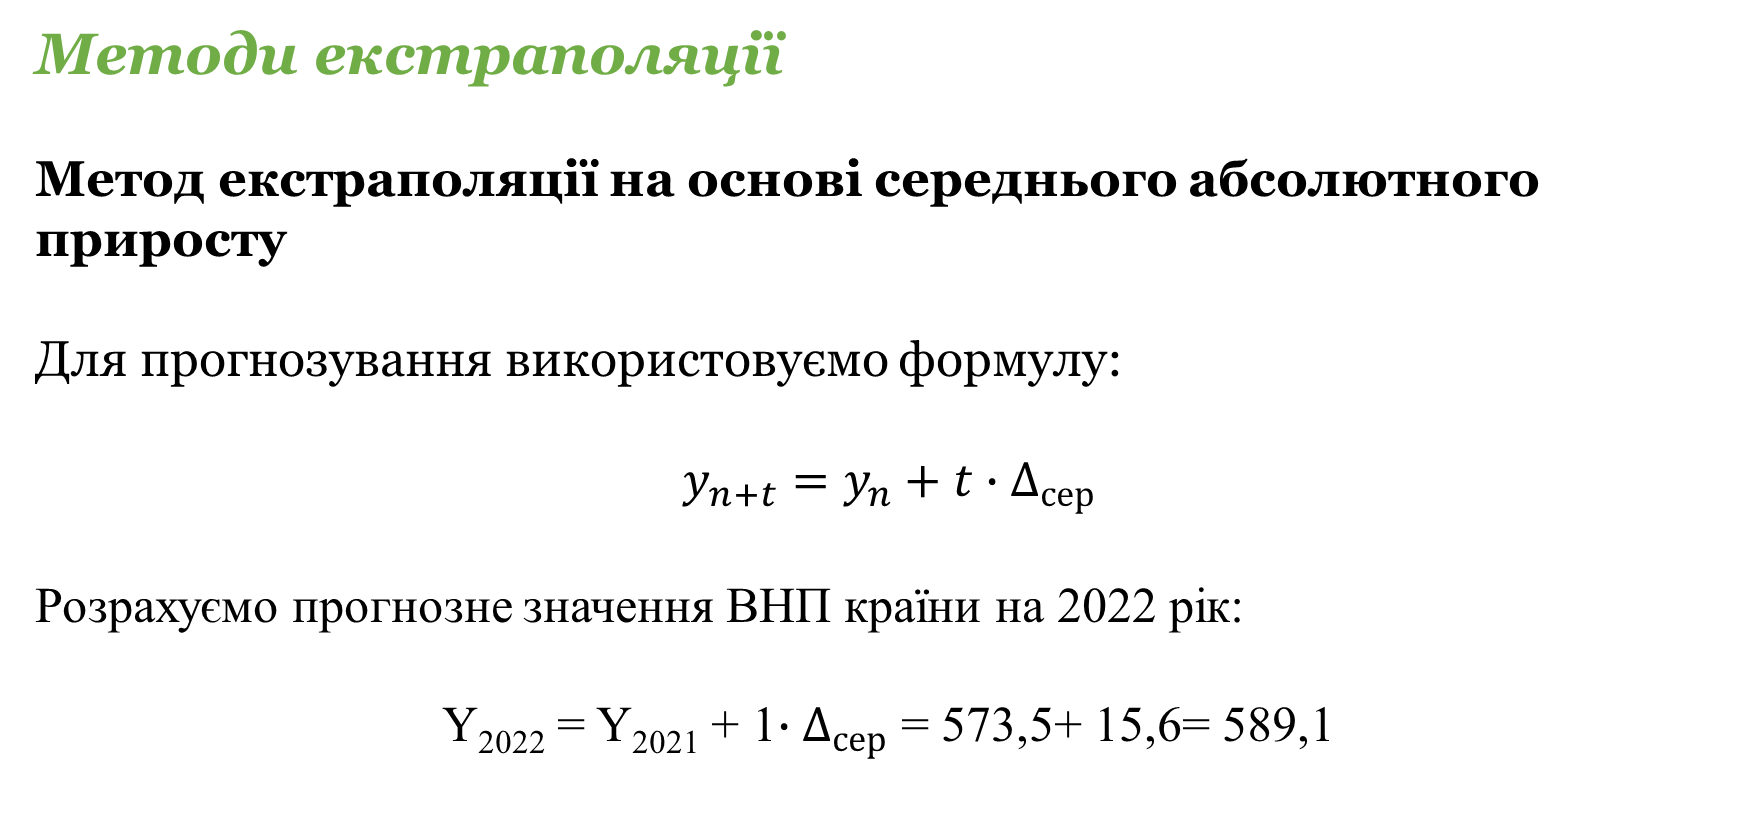 Методи екстраполяції
Метод екстраполяції на основі середнього абсолютного
приросту
Для прогнозування використовуємо формулу:
yₙ₊ₜ = yₙ + t · Δсер
Розрахуємо прогнозне значення ВНП країни на 2022 рік:
Y₂₀₂₂ = Y₂₀₂₁ + 1· Δсер = 573,5+ 15,6= 589,1